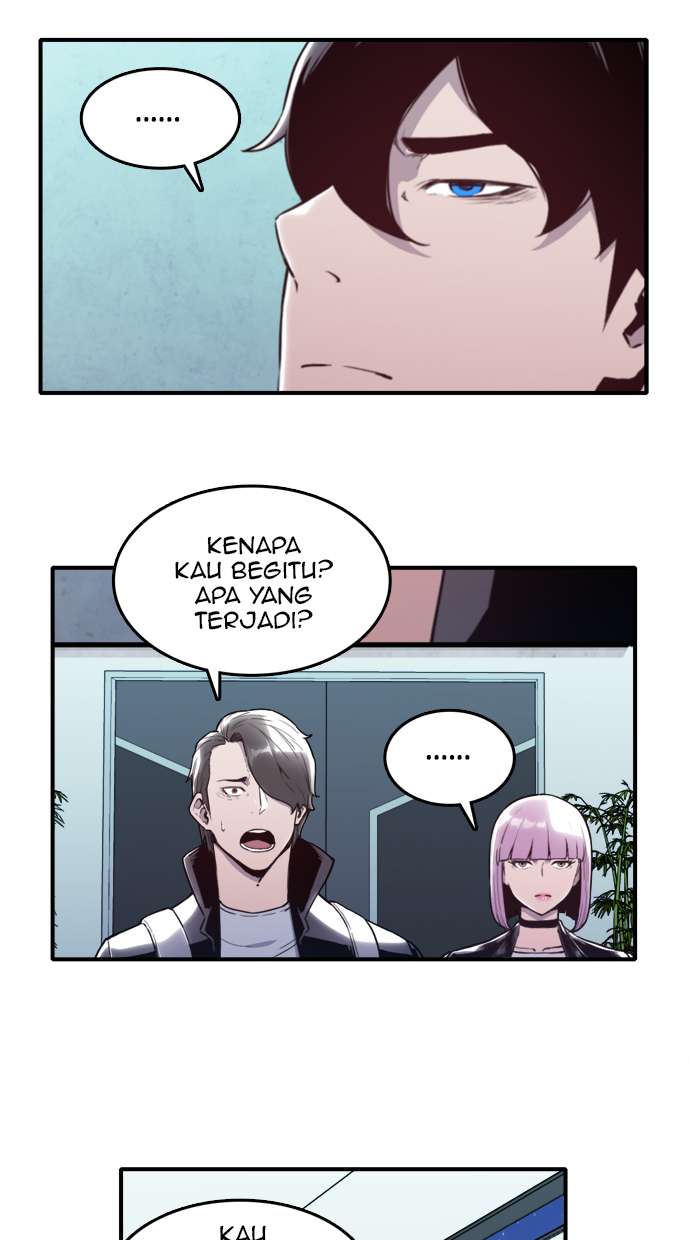 ......
KENAPA
KAU BEGITU?
APA YANG
TERJADI?
......
KAU